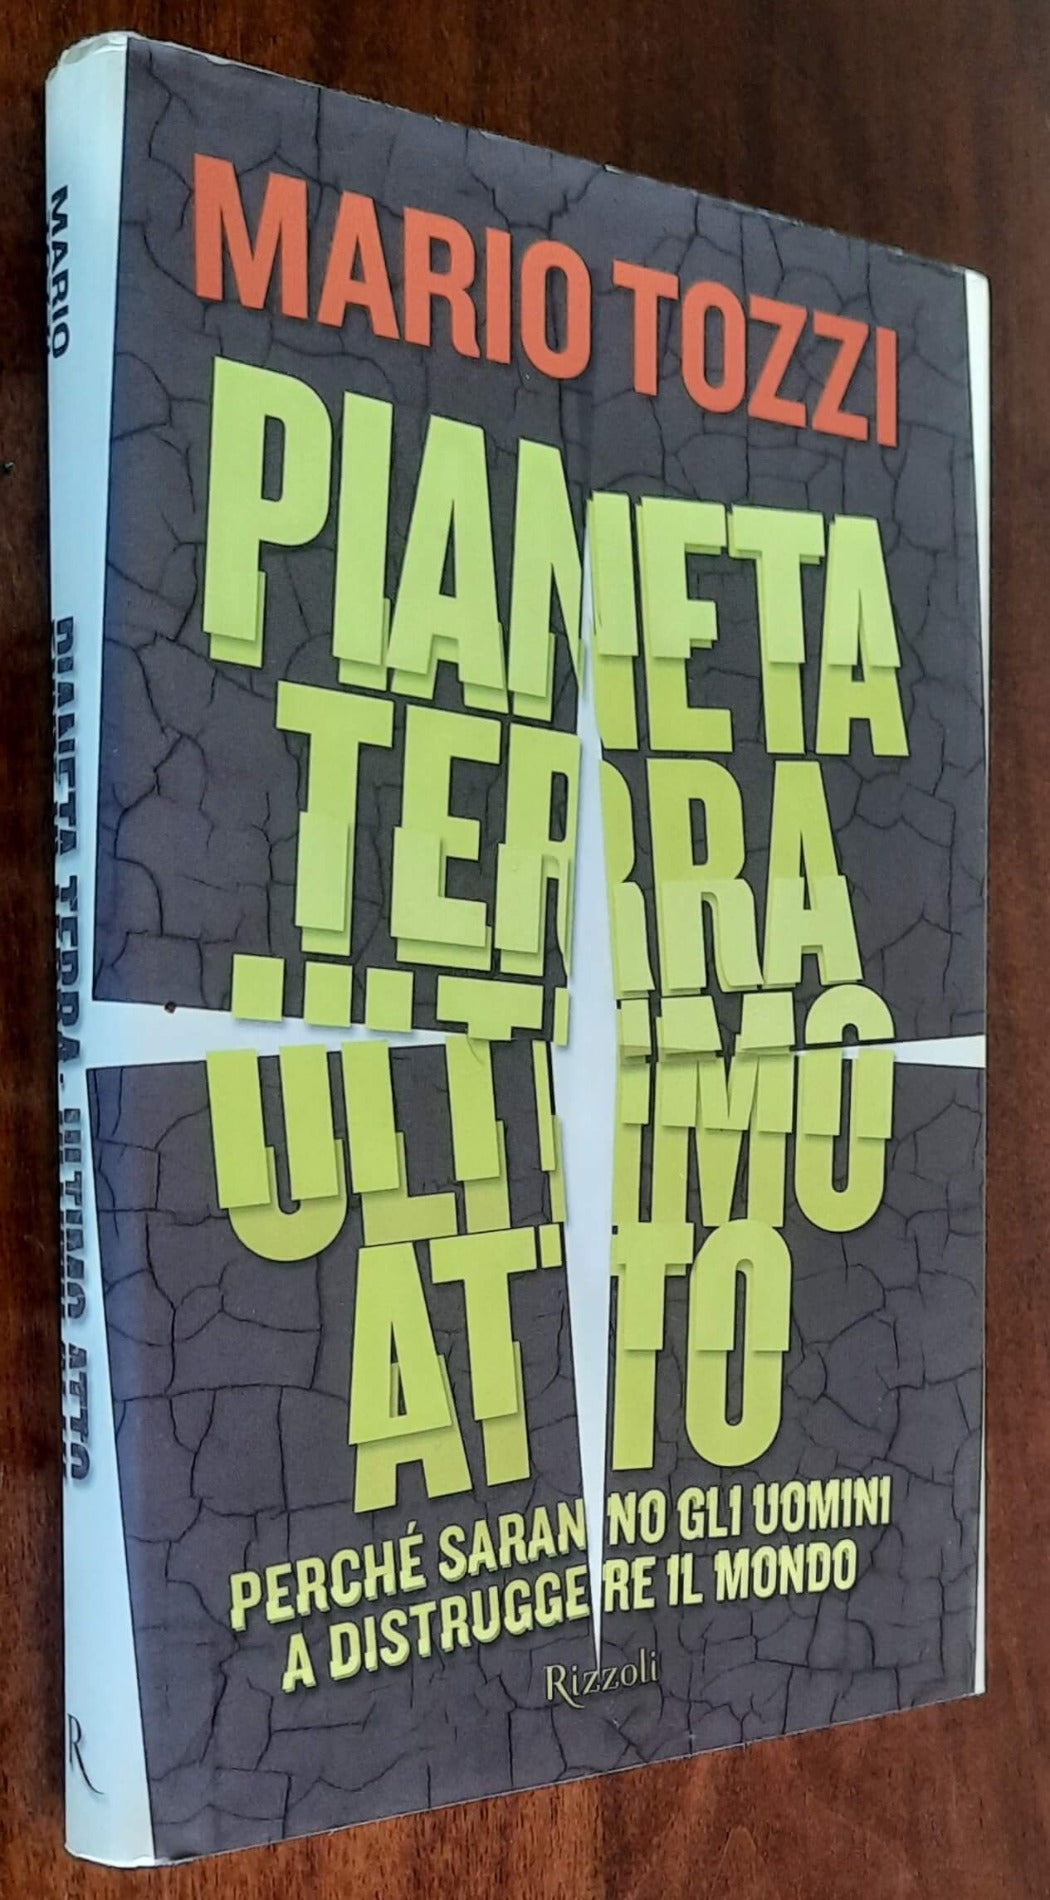 MARIO TOZZI
PIANETA
TERRA
ULTIMO
ATTO
PERCHÉ SARANNO GLI UOMINI
A DISTRUGGERE IL MONDO
Rizzoli
MARIO
PIANETA TERRA · ULTIMO ATTO
R